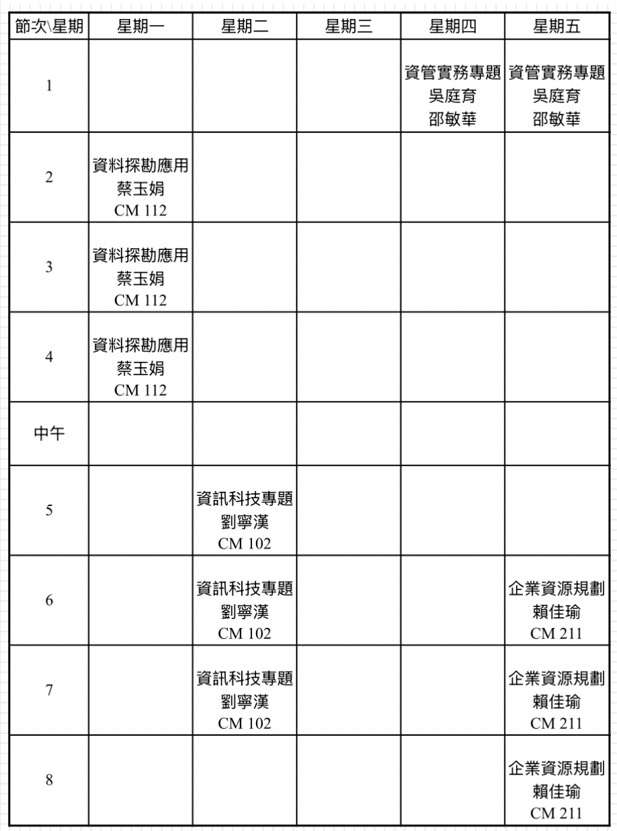 節次\星期 星期一 星期二 星期三 星期四 星期五
1
資管實務專題 資管實務專題
吳庭育 吳庭育
邵敏華 邵敏華
2
資料探勘應用
蔡玉娟
CM 112
3
資料探勘應用
蔡玉娟
CM 112
4
資料探勘應用
蔡玉娟
CM 112
中午
5
資訊科技專題
劉寧漢
CM 102
6
資訊科技專題 企業資源規劃
劉寧漢 賴佳瑜
CM 102 CM 211
7
資訊科技專題 企業資源規劃
劉寧漢 賴佳瑜
CM 102 CM 211
8
企業資源規劃
賴佳瑜
CM 211